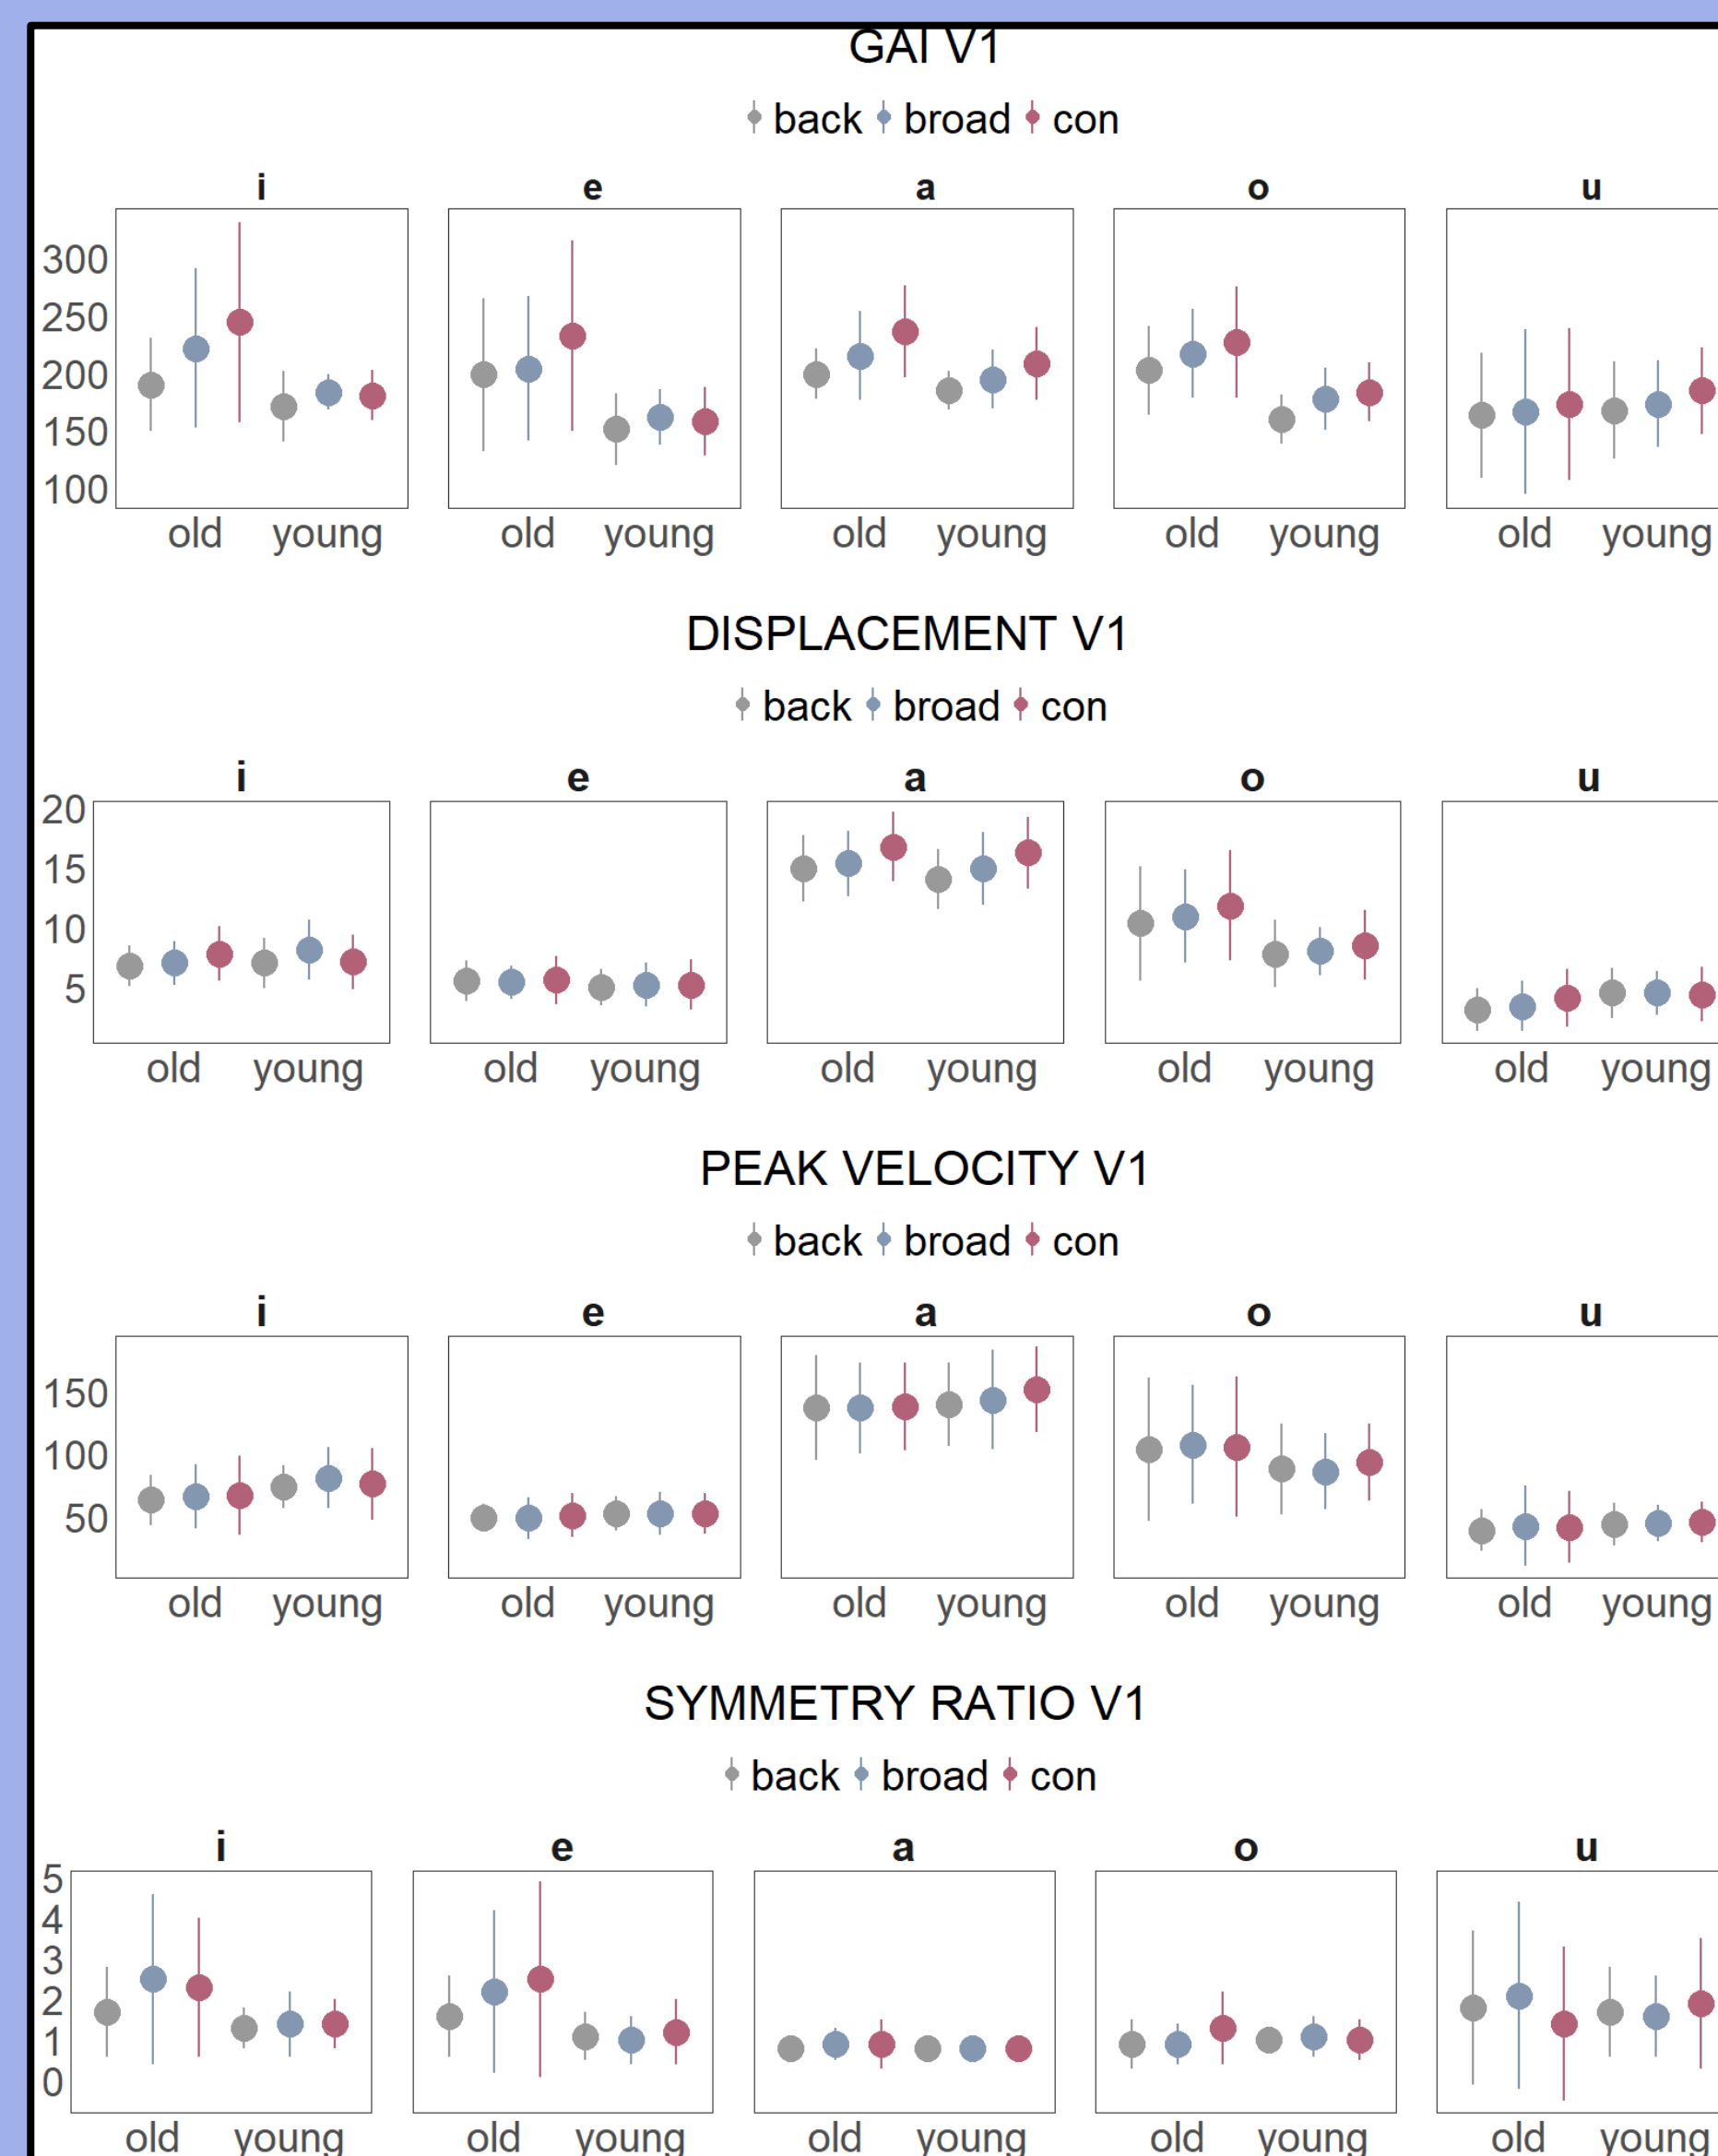 GAI V1
back broad con
i e a o u
300
250
200
150
100
old young old young old young old young old young
DISPLACEMENT V1
back broad con
i e a o u
20
15
10
5
old young old young old young old young old young
PEAK VELOCITY V1
back broad con
i e a o u
150
100
50
old young old young old young old young old young
SYMMETRY RATIO V1
back broad con
i e a o u
5
4
3
2
1
0
old young old young old young old young old young